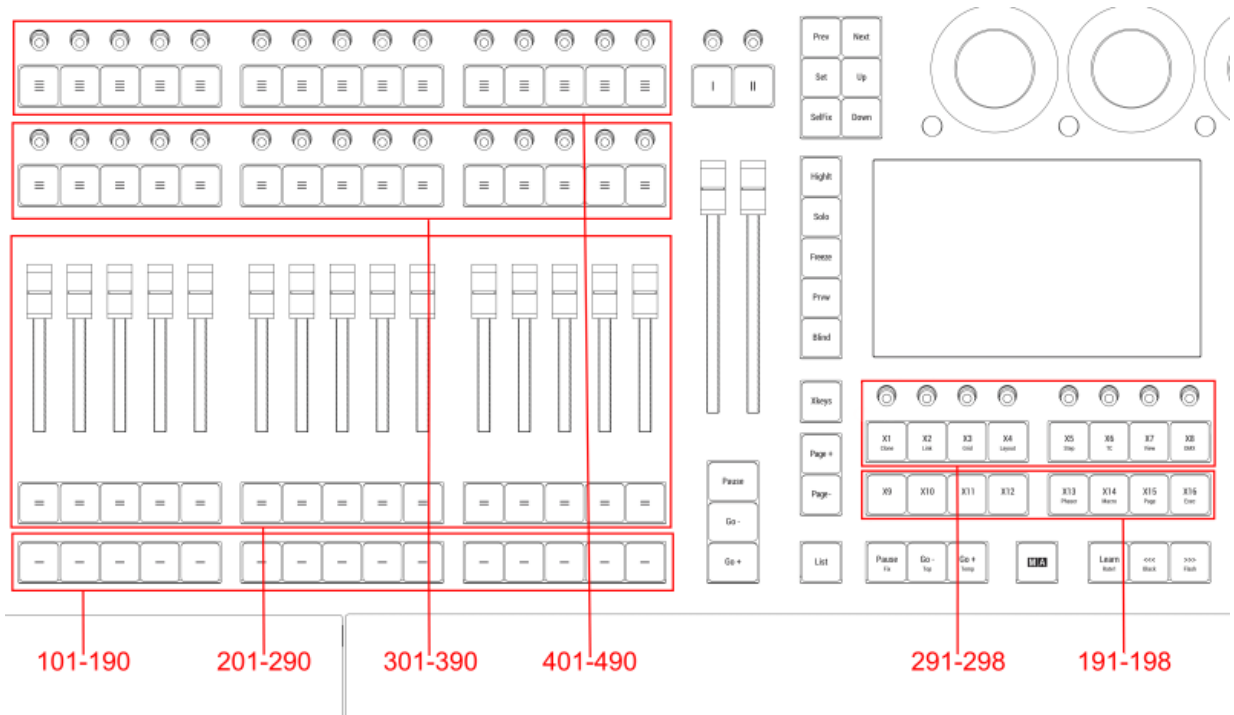 Prev Next
I II
Set Up
SelFix Down
Highlt
Solo
Freeze
Prvw
Blind
Xkeys
X1 X2 X3 X4 X5 X6 X7 X8
Clone Link Grid Layout Step TC View DMX
Page +
Pause
Page-
X9 X10 X11 X12 X13 X14 X15 X16
Phaser Macro Page Exec
Go -
Go +
List
Pause Go - Go + MA Learn <<< >>>
Fix Top Temp Rate1 Black Flash
101-190 201-290 301-390 401-490 291-298 191-198